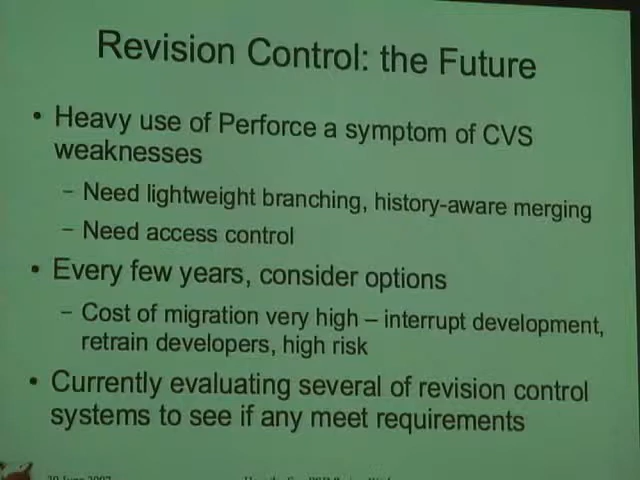 Revision Control: the Future
• Heavy use of Perforce a symptom of CVS
weaknesses
– Need lightweight branching, history-aware merging
– Need access control
• Every few years, consider options
– Cost of migration very high – interrupt development,
retrain developers, high risk
• Currently evaluating several of revision control
systems to see if any meet requirements